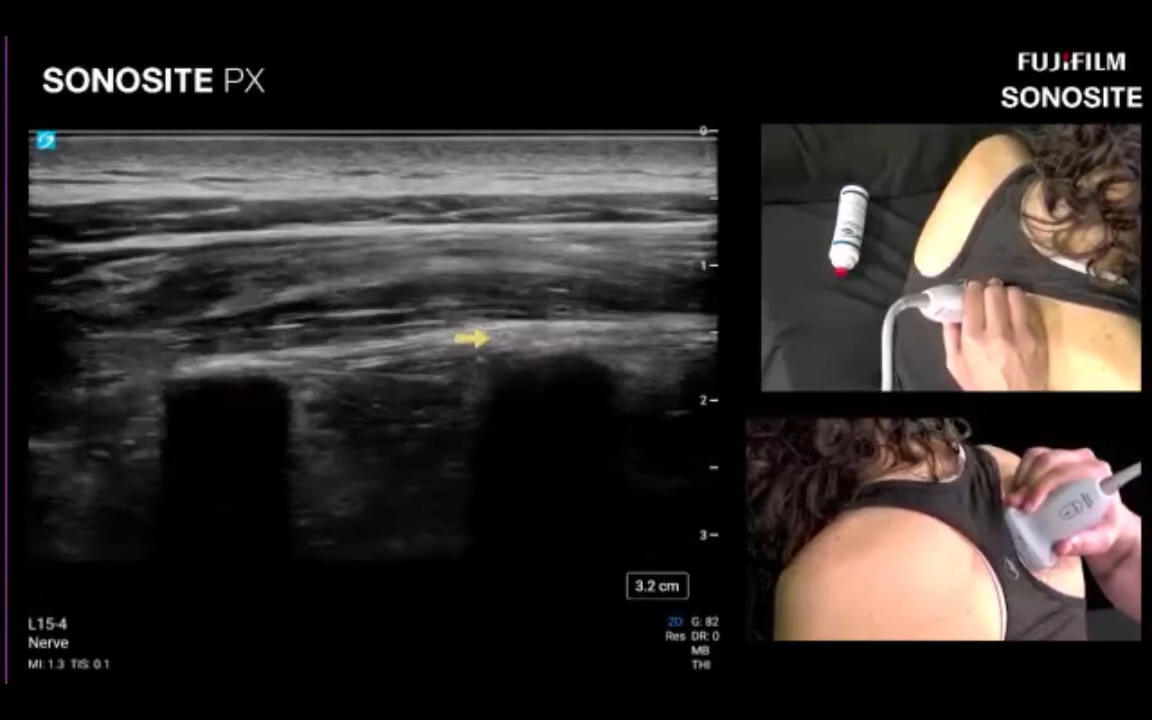 SONOSITE PX
FUJIFILM
SONOSITE
0
1
2
3
3.2 cm
L15-4
Nerve
MI: 1.3 TIS: 0.1
2D G: 82
Res DR: 0
MB
THI